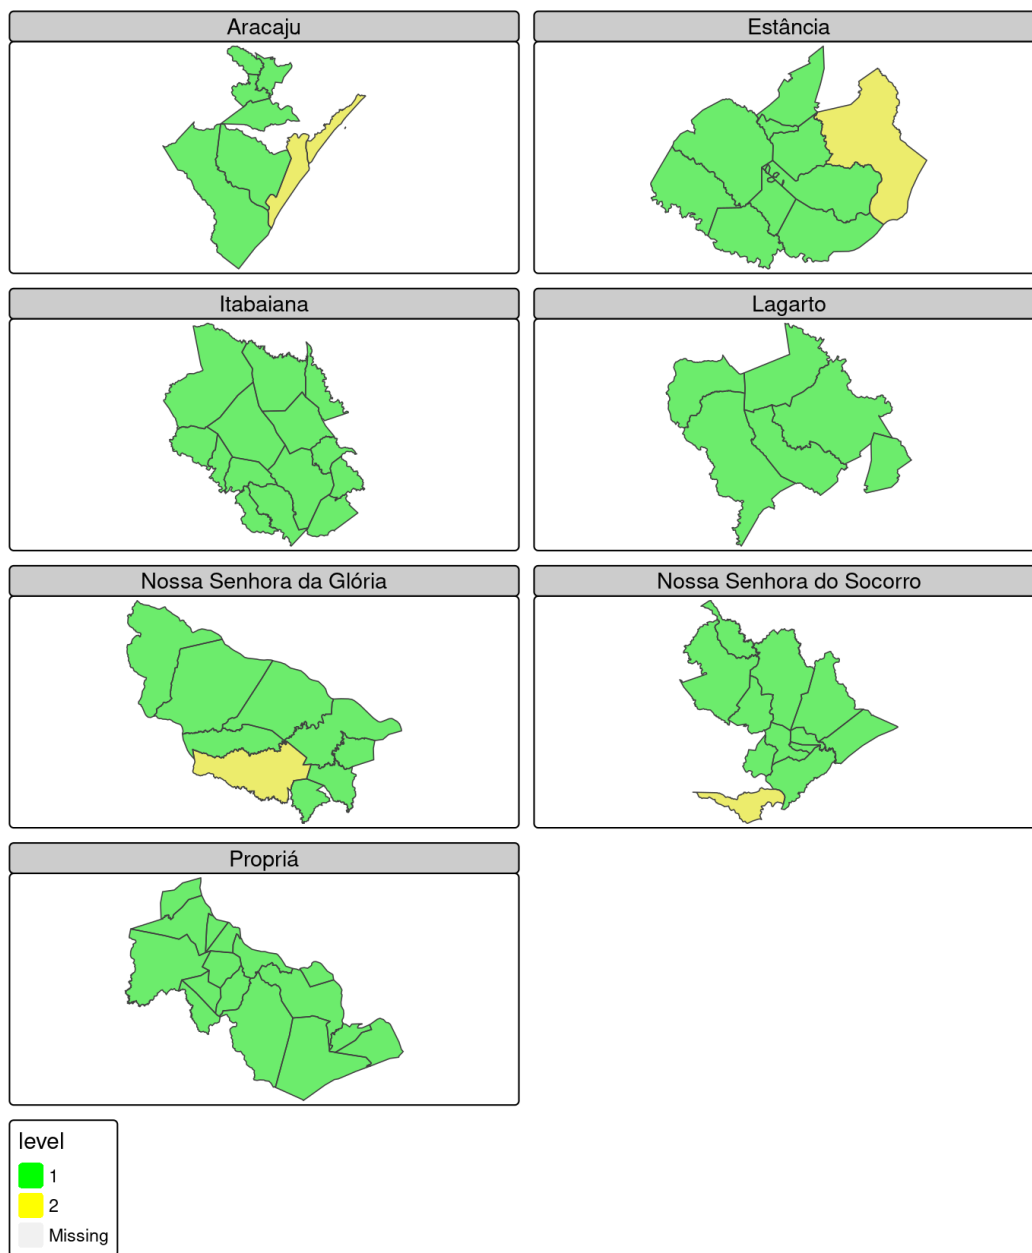 Aracaju
Estância
Itabaiana
Lagarto
Nossa Senhora da Glória
Nossa Senhora do Socorro
Propriá
level
1
2
Missing